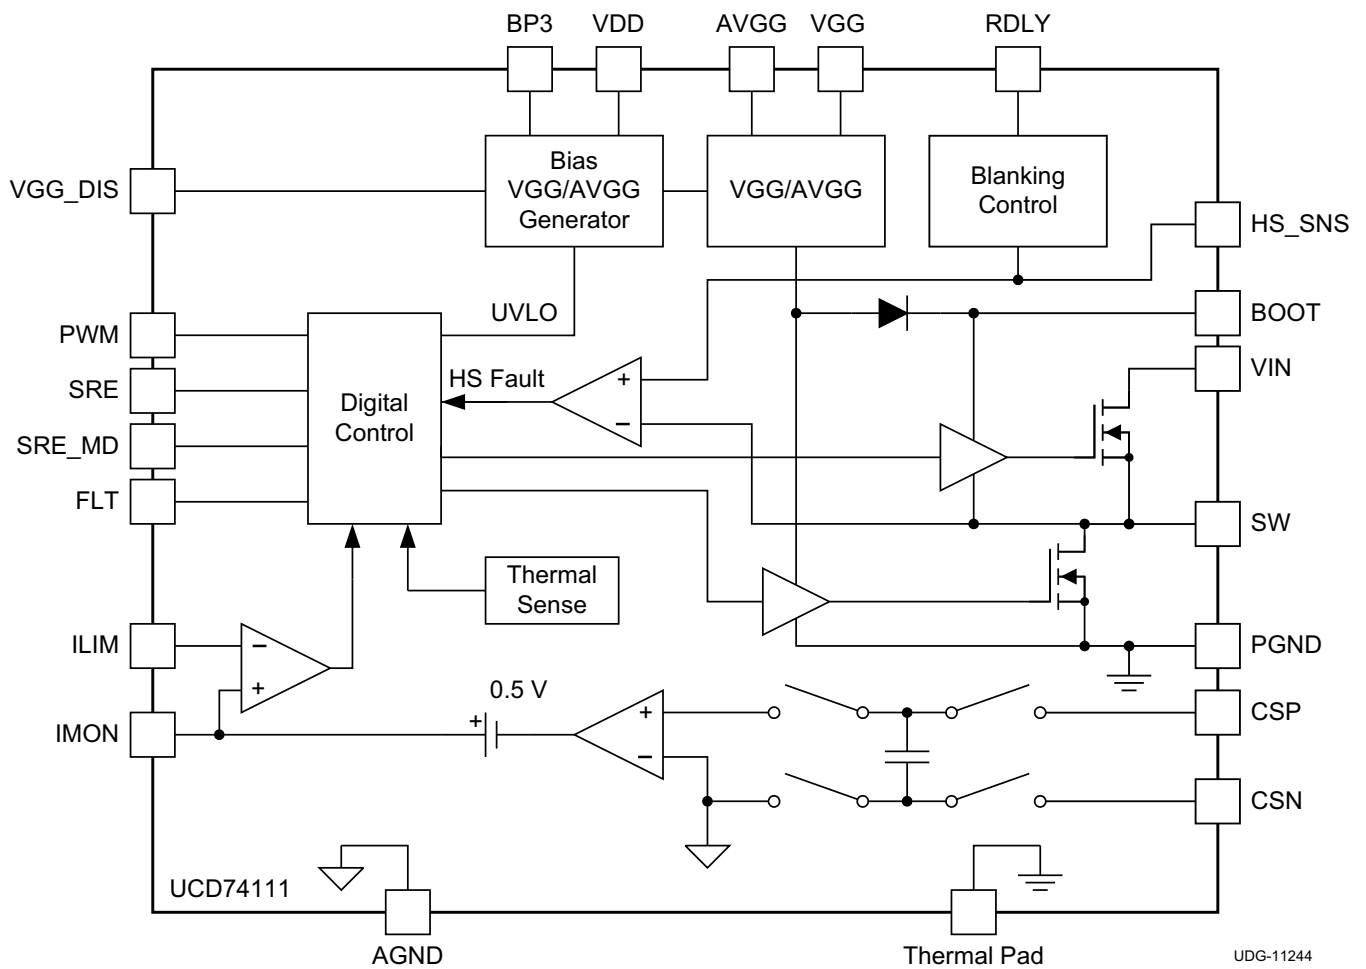 BP3 VDD AVGG VGG RDLY
VGG_DIS
Bias
VGG/AVGG
Generator
VGG/AVGG
Blanking
Control
HS_SNS
UVLO
BOOT
PWM
VIN
SRE
HS Fault
+
−
Digital
Control
SRE_MD
FLT
SW
Thermal
Sense
ILIM
−
+
PGND
0.5 V
+
+
−
CSP
IMON
CSN
UCD74111
AGND
Thermal Pad
UDG-11244